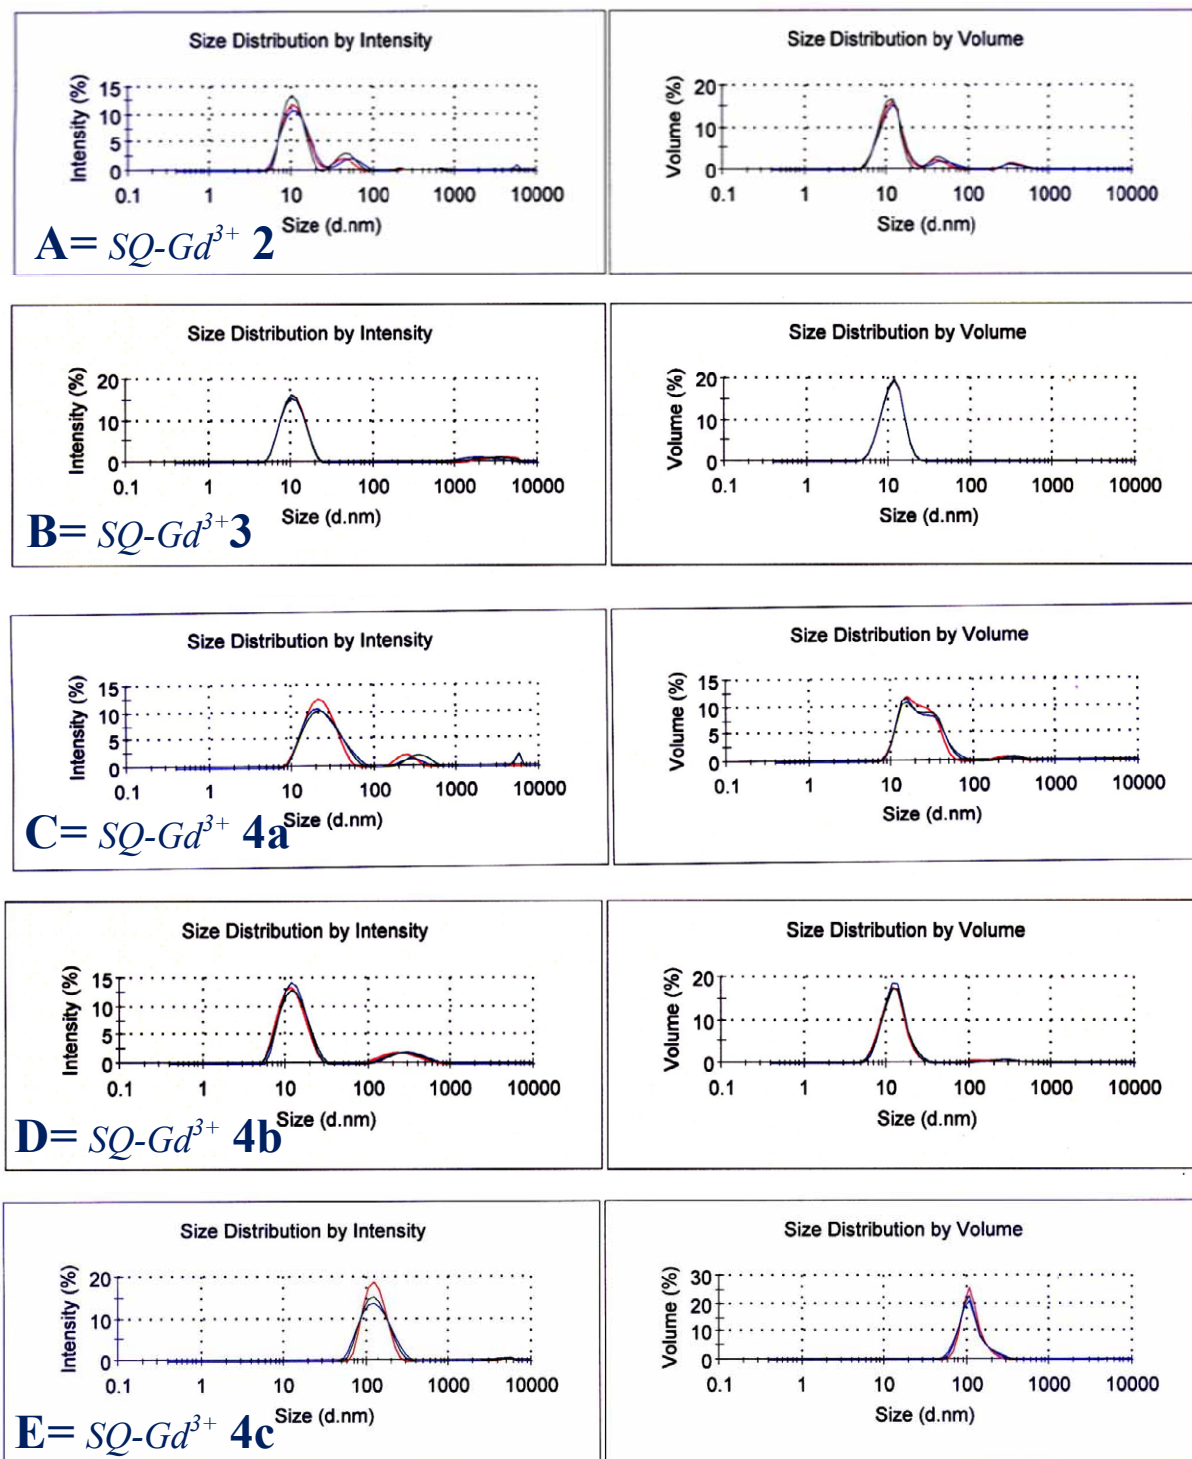 Size Distribution by Intensity
Intensity (%)
15
10
5
0
0.1 1 10 100 1000 10000
Size (d.nm)
A= SQ-Gd³⁺ 2
Size Distribution by Volume
Volume (%)
20
10
0
0.1 1 10 100 1000 10000
Size (d.nm)
Size Distribution by Intensity
Intensity (%)
20
10
0
0.1 1 10 100 1000 10000
Size (d.nm)
B= SQ-Gd³⁺3
Size Distribution by Volume
Volume (%)
20
10
0
0.1 1 10 100 1000 10000
Size (d.nm)
Size Distribution by Intensity
Intensity (%)
15
10
5
0
0.1 1 10 100 1000 10000
Size (d.nm)
C= SQ-Gd³⁺ 4a
Size Distribution by Volume
Volume (%)
15
10
5
0
0.1 1 10 100 1000 10000
Size (d.nm)
Size Distribution by Intensity
Intensity (%)
15
10
5
0
0.1 1 10 100 1000 10000
Size (d.nm)
D= SQ-Gd³⁺ 4b
Size Distribution by Volume
Volume (%)
20
10
0
0.1 1 10 100 1000 10000
Size (d.nm)
Size Distribution by Intensity
Intensity (%)
20
10
0
0.1 1 10 100 1000 10000
Size (d.nm)
E= SQ-Gd³⁺ 4c
Size Distribution by Volume
Volume (%)
30
20
10
0
0.1 1 10 100 1000 10000
Size (d.nm)